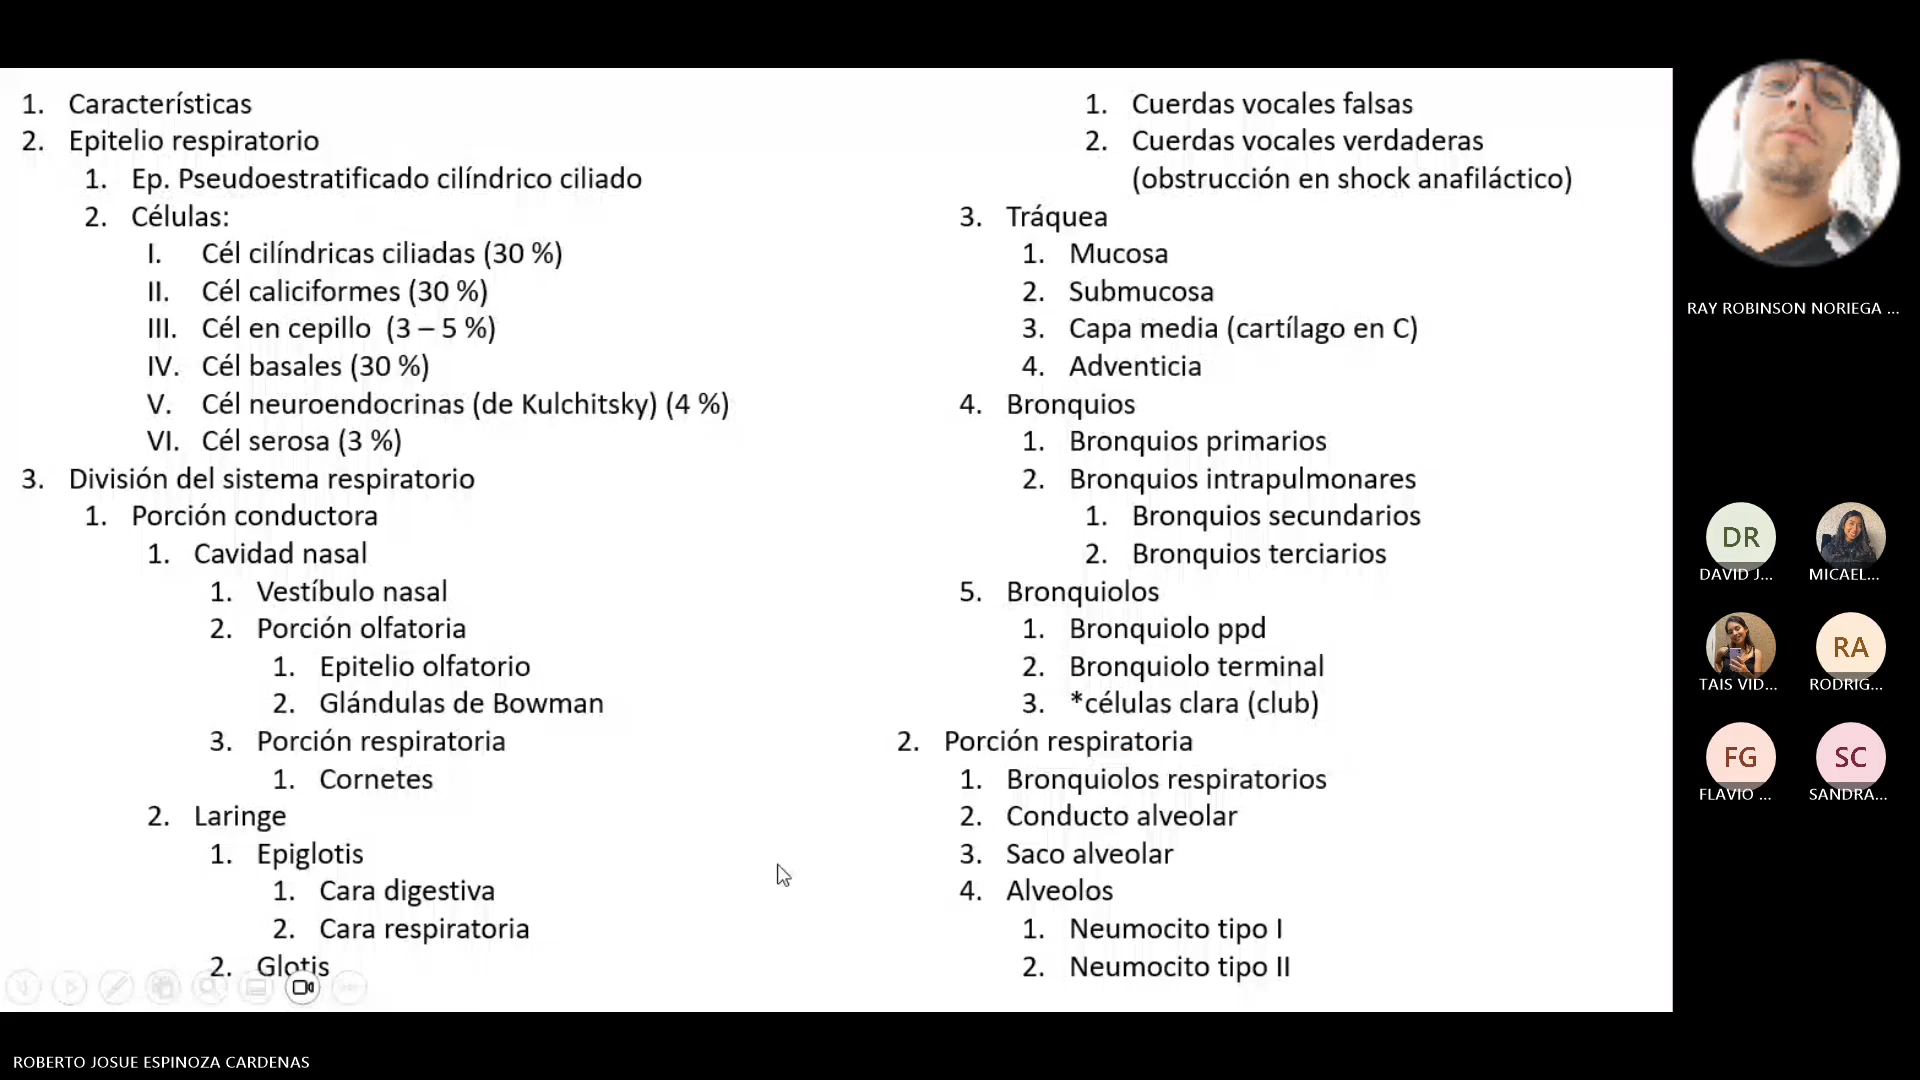 1. Características
2. Epitelio respiratorio
1. Ep. Pseudoestratificado cilíndrico ciliado
2. Células:
I. Cél cilíndricas ciliadas (30 %)
II. Cél caliciformes (30 %)
III. Cél en cepillo (3 – 5 %)
IV. Cél basales (30 %)
V. Cél neuroendocrinas (de Kulchitsky) (4 %)
VI. Cél serosa (3 %)
3. División del sistema respiratorio
1. Porción conductora
1. Cavidad nasal
1. Vestíbulo nasal
2. Porción olfatoria
1. Epitelio olfatorio
2. Glándulas de Bowman
3. Porción respiratoria
1. Cornetes
2. Laringe
1. Epiglotis
1. Cara digestiva
2. Cara respiratoria
2. Glotis
1. Cuerdas vocales falsas
2. Cuerdas vocales verdaderas
(obstrucción en shock anafiláctico)
3. Tráquea
1. Mucosa
2. Submucosa
3. Capa media (cartílago en C)
4. Adventicia
4. Bronquios
1. Bronquios primarios
2. Bronquios intrapulmonares
1. Bronquios secundarios
2. Bronquios terciarios
5. Bronquiolos
1. Bronquiolo ppd
2. Bronquiolo terminal
3. *células clara (club)
2. Porción respiratoria
1. Bronquiolos respiratorios
2. Conducto alveolar
3. Saco alveolar
4. Alveolos
1. Neumocito tipo I
2. Neumocito tipo II
RAY ROBINSON NORIEGA ...
DR
DAVID J...
MICAEL...
TAIS VID...
RA
RODRIG...
FG
FLAVIO ...
SC
SANDRA...
ROBERTO JOSUE ESPINOZA CARDENAS